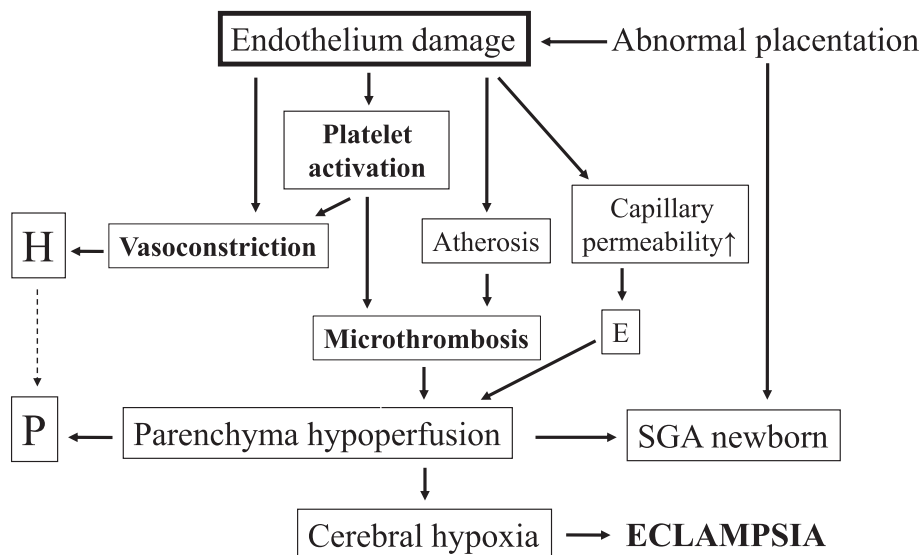 Endothelium damage
Abnormal placentation
Platelet
activation
Capillary
permeability↑
H
Vasoconstriction
Atherosis
Microthrombosis
E
P
Parenchyma hypoperfusion
SGA newborn
Cerebral hypoxia
ECLAMPSIA